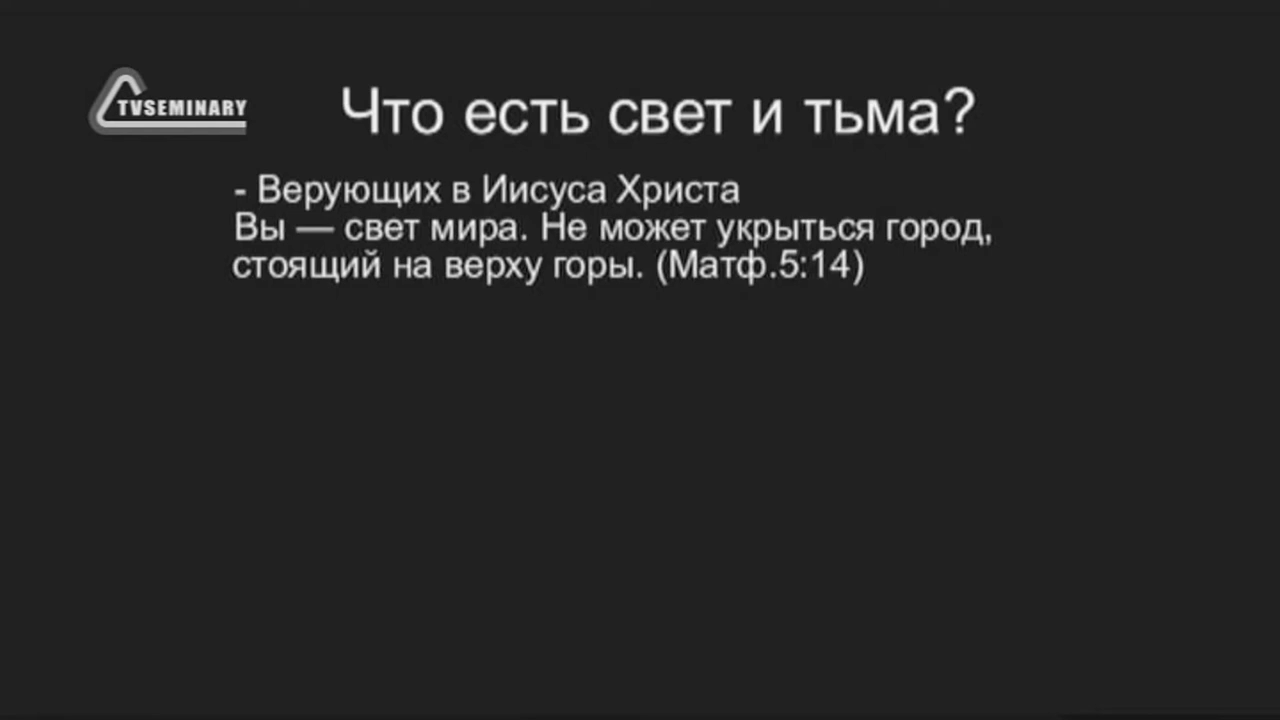 TVSEMINARY
Что есть свет и тьма?
- Верующих в Иисуса Христа
Вы — свет мира. Не может укрыться город,
стоящий на верху горы. (Матф.5:14)